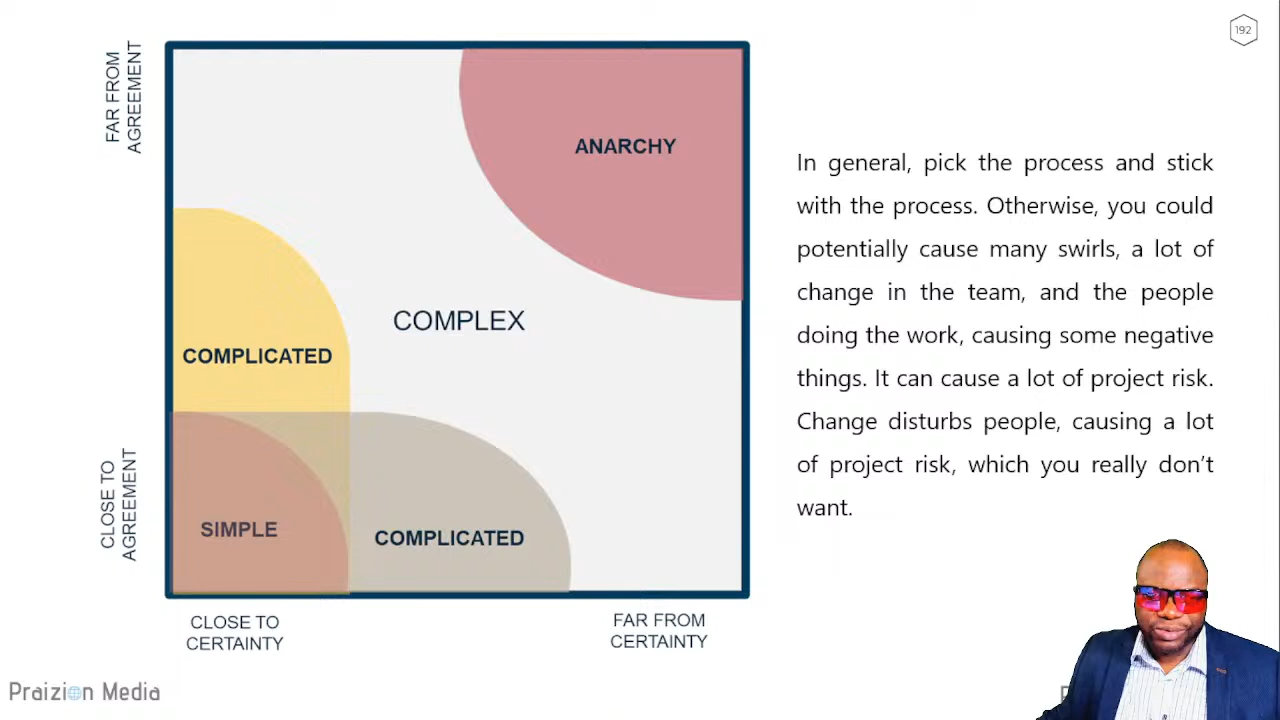 192
FAR FROM
AGREEMENT
ANARCHY
COMPLEX
COMPLICATED
CLOSE TO
AGREEMENT
SIMPLE
COMPLICATED
CLOSE TO
CERTAINTY
FAR FROM
CERTAINTY
In general, pick the process and stick
with the process. Otherwise, you could
potentially cause many swirls, a lot of
change in the team, and the people
doing the work, causing some negative
things. It can cause a lot of project risk.
Change disturbs people, causing a lot
of project risk, which you really don’t
want.
Praizion Media